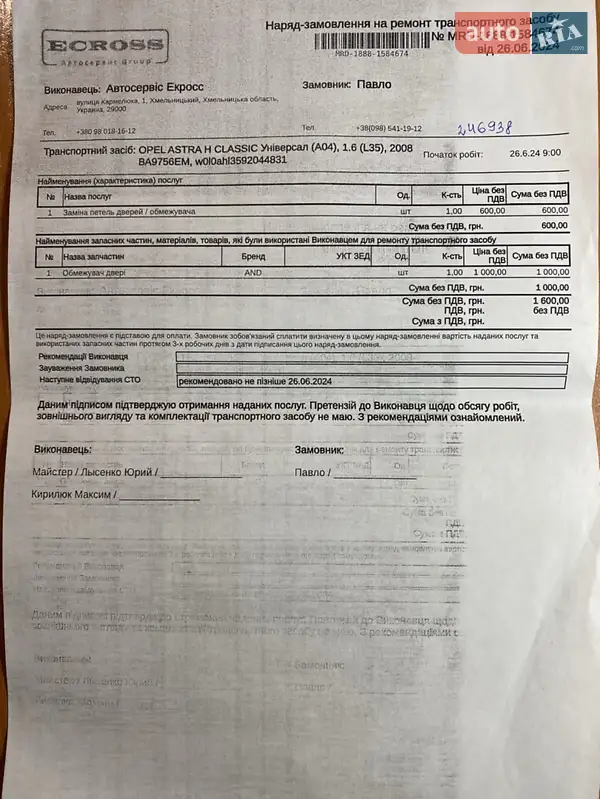 ECROSS
Автосервіс Group
Наряд-замовлення на ремонт транспортного засобу
№ MRD-1888-1584674
MRD-1888-1584674
від 26.06.2024
auto RIA .com
Виконавець: Автосервіс Екросс
Замовник: Павло
Адреса вулиця Кармелюка, 1, Хмельницький, Хмельницька область,
Украина, 29000
Тел. +380 98 018-16-12
Тел. +38(098) 541-19-12
246938
Транспортний засіб: OPEL ASTRA H CLASSIC Універсал (A04), 1.6 (L35), 2008
BA9756EM, w0l0ahl3592044831
Початок робіт: 26.6.24 9:00
Найменування (характеристика) послуг
№ Назва послуг Од. К-сть Ціна без ПДВ Сума без ПДВ
1 Заміна петель дверей / обмежувача шт 1,00 600,00 600,00
Сума без ПДВ, грн. 600,00
Найменування запасних частин, матеріалів, товарів, які були використані Виконавцем для ремонту транспортного засобу
№ Назва запчастин Бренд УКТ ЗЕД Од. К-сть Ціна без ПДВ Сума без ПДВ
1 Обмежувач двері AND шт 1,00 1 000,00 1 000,00
Сума без ПДВ, грн. 1 000,00
Сума без ПДВ, грн. 1 600,00
ПДВ, грн. без ПДВ
Сума з ПДВ, грн.
Це наряд-замовлення є підставою для оплати. Замовник зобов'язаний сплатити визначену в цьому наряд-замовленні вартість наданих послуг та
використаних запасних частин протягом 3-х робочих днів з дати підписання цього наряд-замовлення.
Рекомендації Виконавця
Зауваження Замовника
Наступне відвідування СТО рекомендовано не пізніше 26.06.2024
Даним підписом підтверджую отримання наданих послуг. Претензій до Виконавця щодо обсягу робіт,
зовнішнього вигляду та комплектації транспортного засобу не маю. З рекомендаціями ознайомлений.
Виконавець:
Замовник:
Майстер / Лысенко Юрий /
Павло /
Кирилюк Максим /